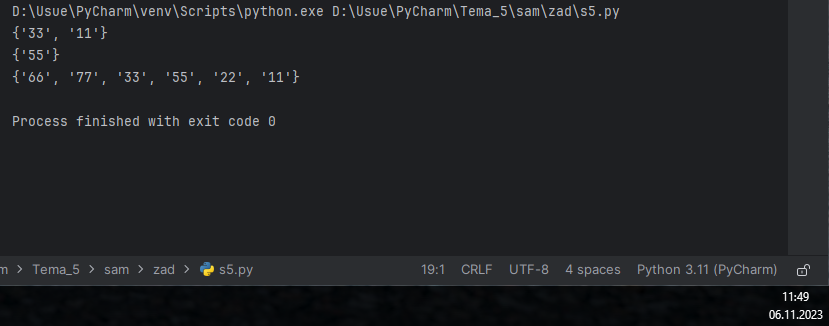 D:\Usue\PyCharm\venv\Scripts\python.exe D:\Usue\PyCharm\Tema_5\sam\zad\s5.py
{'33', '11'}
{'55'}
{'66', '77', '33', '55', '22', '11'}
Process finished with exit code 0
m > Tema_5 > sam > zad > s5.py 19:1 CRLF UTF-8 4 spaces Python 3.11 (PyCharm)
11:49
06.11.2023